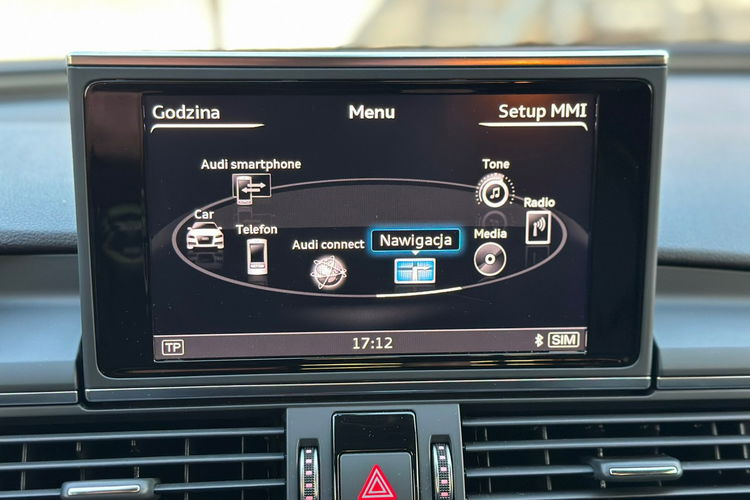 Godzina
Menu
Setup MMI
Audi smartphone
Tone
Car
Radio
Telefon
Media
Nawigacja
Audi connect
TP
17:12
SIM